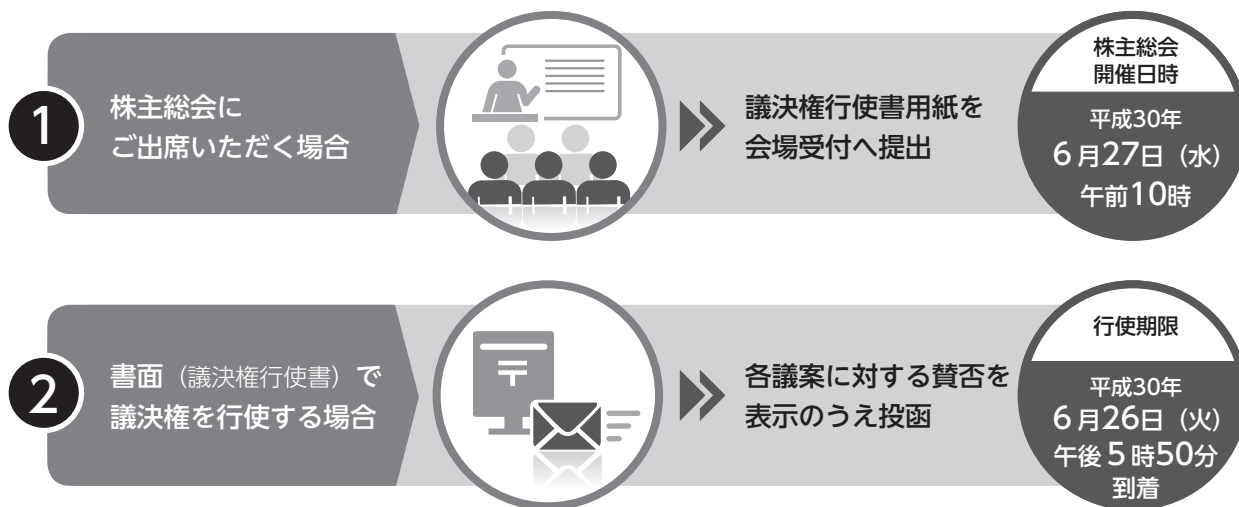 1
株主総会に
ご出席いただく場合
議決権行使書用紙を
会場受付へ提出
株主総会
開催日時
平成30年
6月27日（水）
午前10時
2
書面（議決権行使書）で
議決権を行使する場合
〒
各議案に対する賛否を
表示のうえ投函
行使期限
平成30年
6月26日（火）
午後5時50分
到着